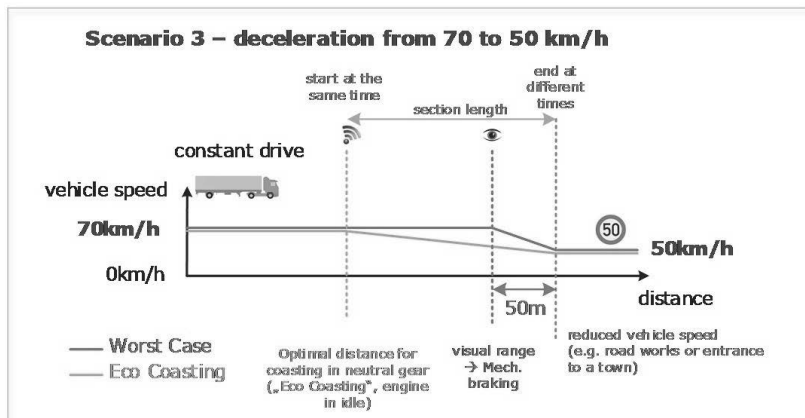 Scenario 3 – deceleration from 70 to 50 km/h
start at the
same time
end at
different
times
section length
constant drive
vehicle speed
70km/h
50
50km/h
0km/h
distance
50m
Worst Case
Eco Coasting
Optimal distance for
coasting in neutral gear
(„Eco Coasting“, engine
in idle)
visual range
→ Mech.
braking
reduced vehicle speed
(e.g. road works or entrance
to a town)